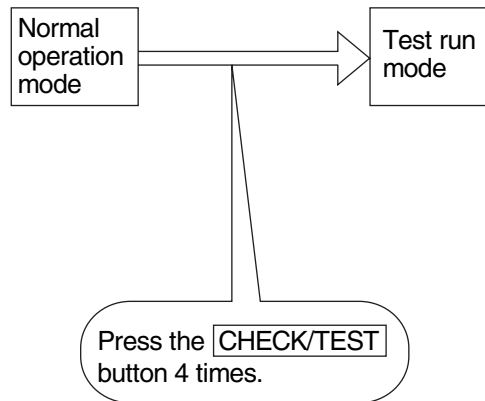 Normal
operation
mode
Test run
mode
Press the CHECK/TEST
button 4 times.